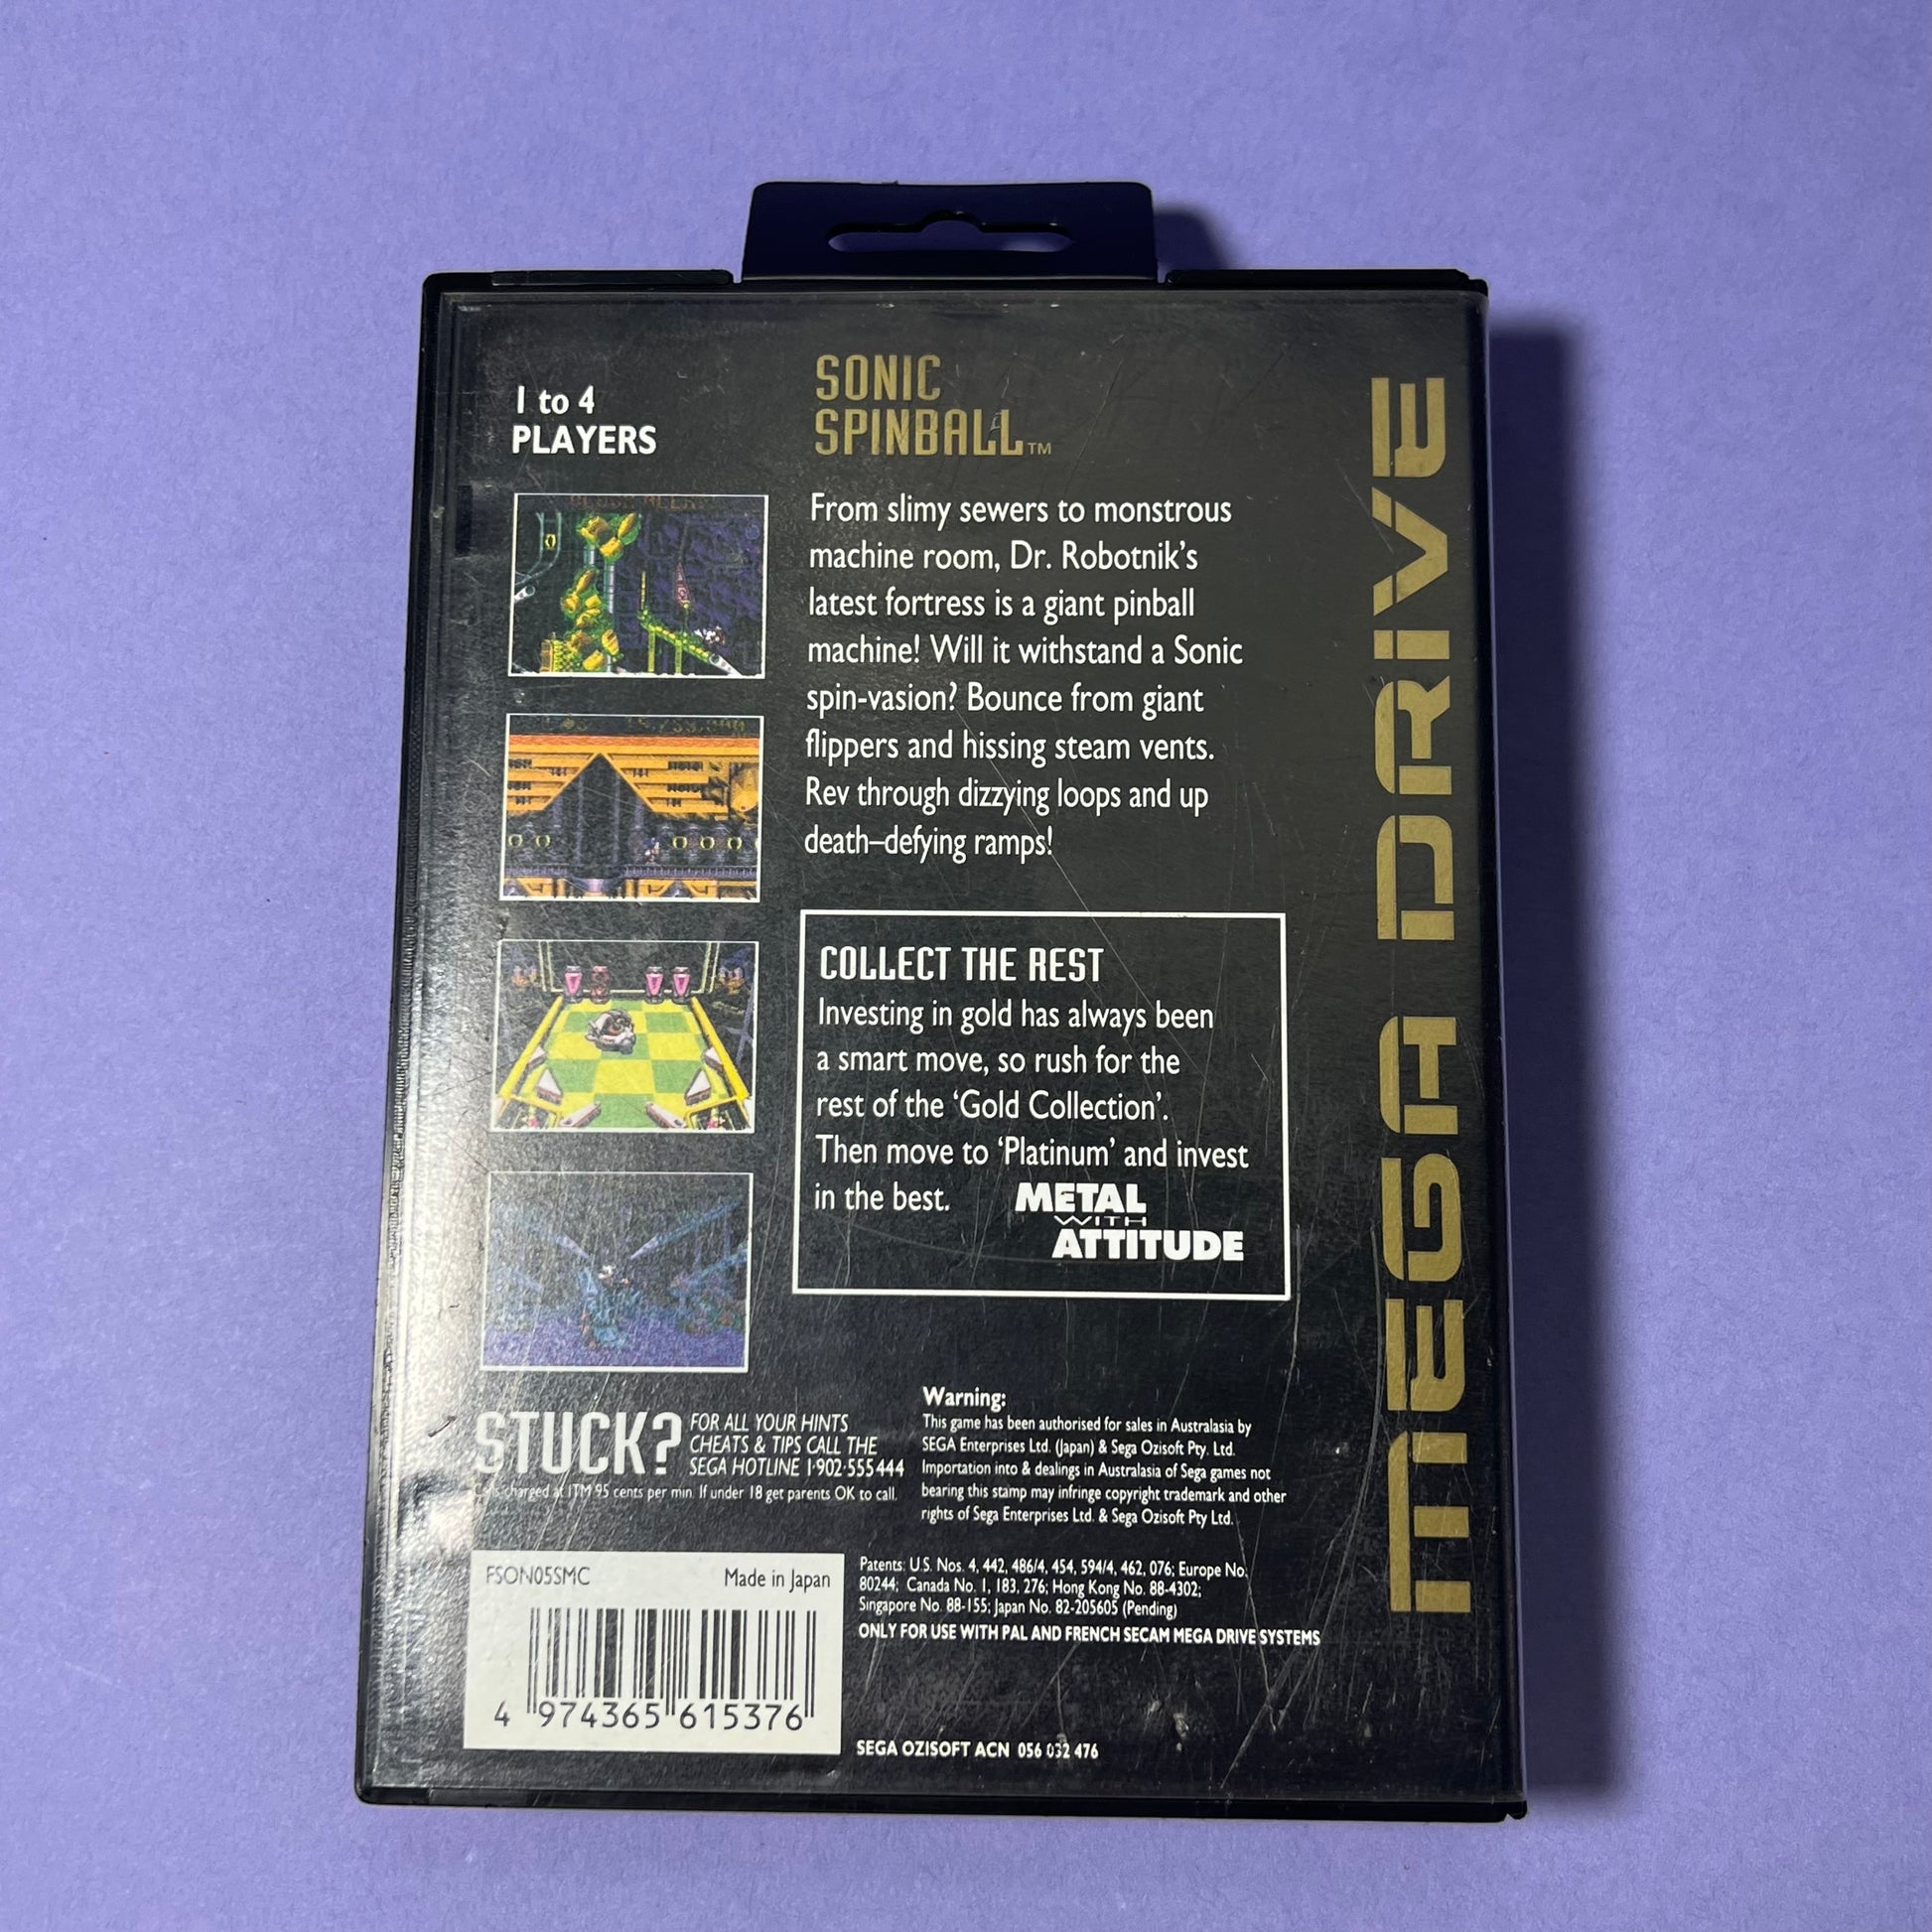 1 to 4
PLAYERS
SONIC
SPINBALL™
From slimy sewers to monstrous
machine room, Dr. Robotnik's
latest fortress is a giant pinball
machine! Will it withstand a Sonic
spin-vasion? Bounce from giant
flippers and hissing steam vents.
Rev through dizzying loops and up
death–defying ramps!
COLLECT THE REST
Investing in gold has always been
a smart move, so rush for the
rest of the 'Gold Collection'.
Then move to 'Platinum' and invest
in the best.
METAL
WITH
ATTITUDE
STUCK?
FOR ALL YOUR HINTS
CHEATS & TIPS CALL THE
SEGA HOTLINE 1·902·555 444
charged at ITM 95 cents per min. If under 18 get parents OK to call.
Warning:
This game has been authorised for sales in Australasia by
SEGA Enterprises Ltd. (Japan) & Sega Ozisoft Pty. Ltd.
Importation into & dealings in Australasia of Sega games not
bearing this stamp may infringe copyright trademark and other
rights of Sega Enterprises Ltd. & Sega Ozisoft Pty Ltd.
FSON05SMC
Made in Japan
4 974365 615376
Patents: U.S. Nos. 4, 442, 486/4, 454, 594/4, 462, 076; Europe No.
80244; Canada No. 1, 183, 276; Hong Kong No. 88-4302;
Singapore No. 88-155; Japan No. 82-205605 (Pending)
ONLY FOR USE WITH PAL AND FRENCH SECAM MEGA DRIVE SYSTEMS
SEGA OZISOFT ACN 056 032 476
MEGA DRIVE